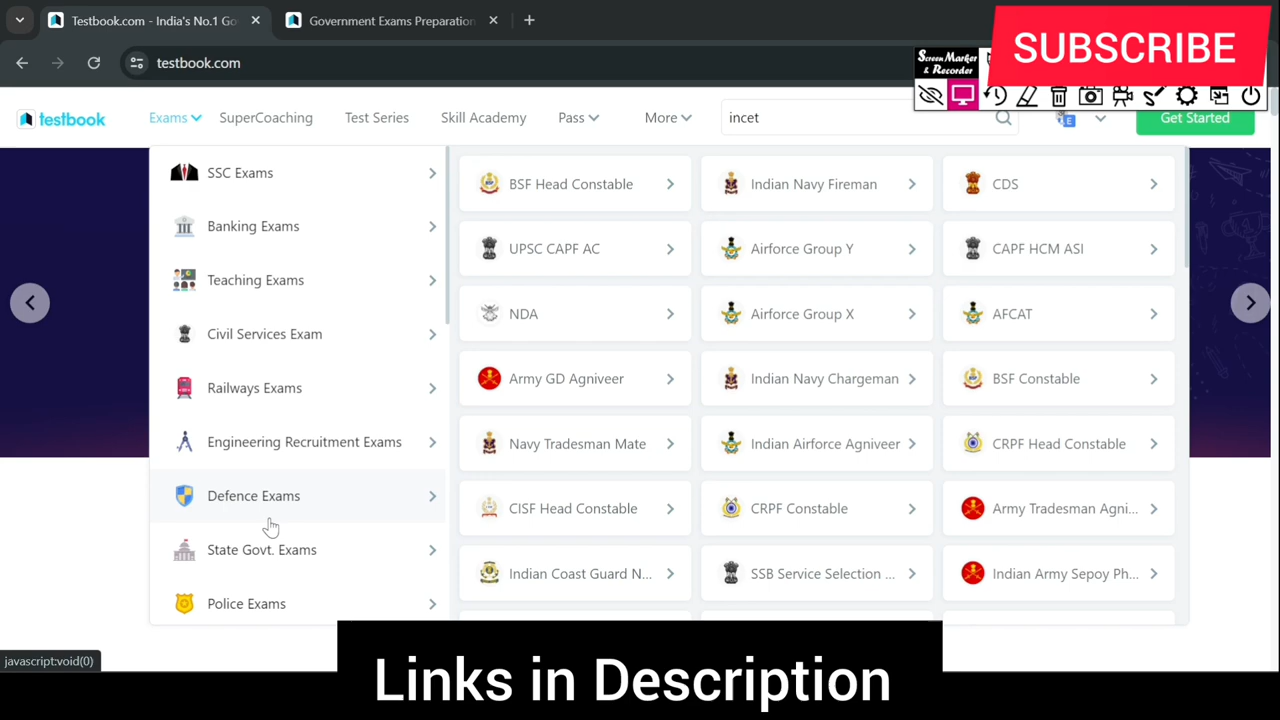 Testbook.com - India's No.1 Go
Government Exams Preparation
SUBSCRIBE
testbook.com
Screen Marker
& Recorder
testbook
Exams
SuperCoaching
Test Series
Skill Academy
Pass
More
incet
E
Get Started
SSC Exams
Banking Exams
Teaching Exams
Civil Services Exam
Railways Exams
Engineering Recruitment Exams
Defence Exams
State Govt. Exams
Police Exams
BSF Head Constable
Indian Navy Fireman
CDS
UPSC CAPF AC
Airforce Group Y
CAPF HCM ASI
NDA
Airforce Group X
AFCAT
Army GD Agniveer
Indian Navy Chargeman
BSF Constable
Navy Tradesman Mate
Indian Airforce Agniveer
CRPF Head Constable
CISF Head Constable
CRPF Constable
Army Tradesman Agni...
Indian Coast Guard N...
SSB Service Selection ...
Indian Army Sepoy Ph...
javascript:void(0)
Links in Description